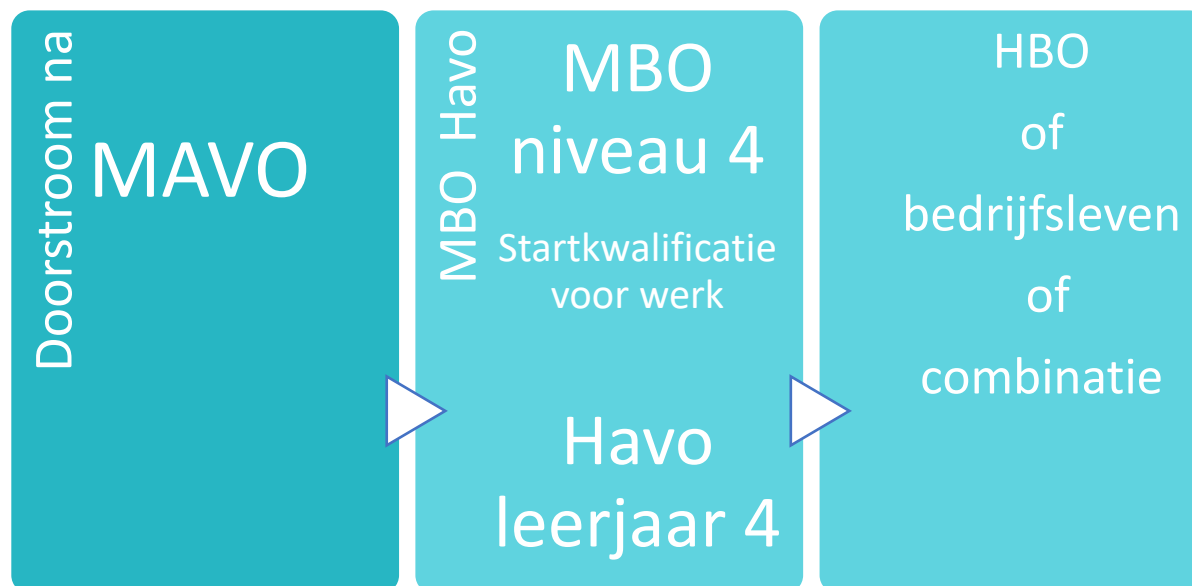 Doorstroom na
MAVO
MBO Havo
MBO
niveau 4
Startkwalificatie
voor werk
Havo
leerjaar 4
HBO
of
bedrijfsleven
of
combinatie